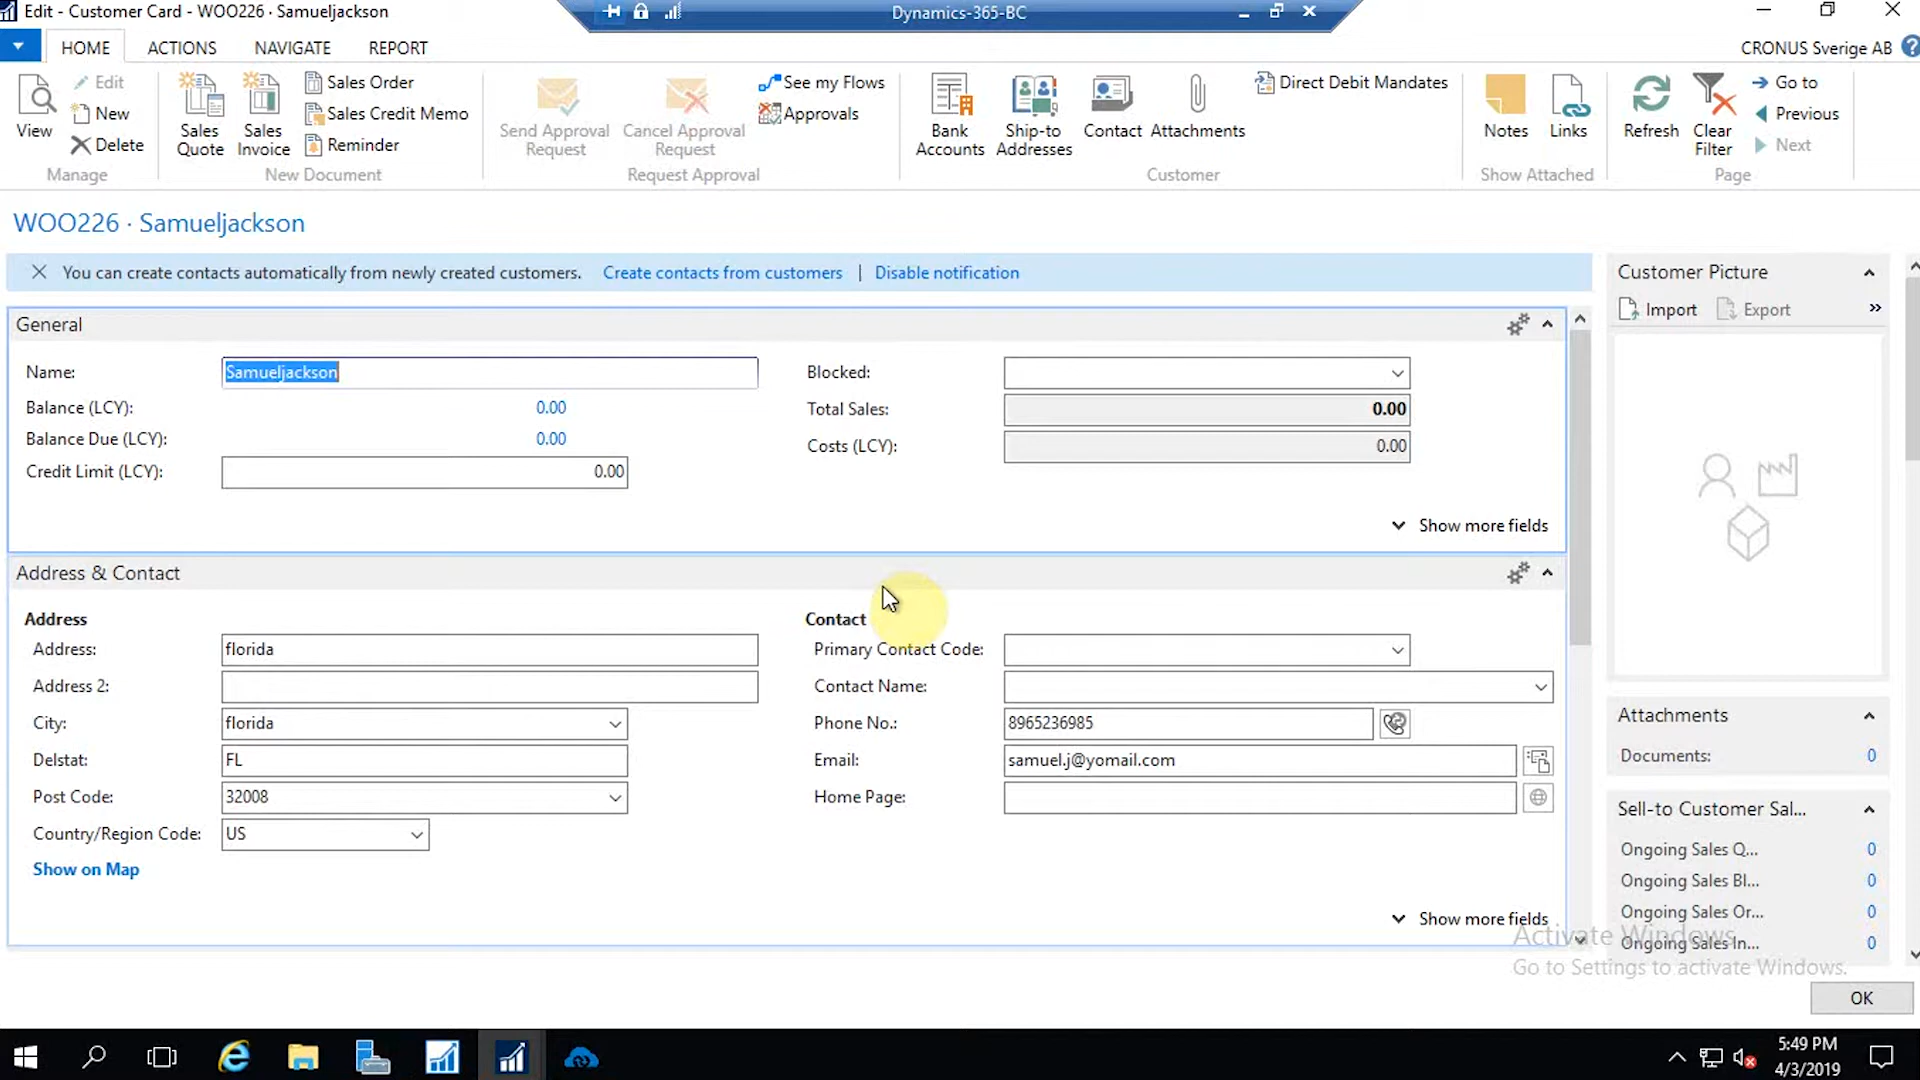 Edit - Customer Card - WOO226 · Samueljackson
Dynamics-365-BC
HOME ACTIONS NAVIGATE REPORT
CRONUS Sverige AB
View
Edit
New
Delete
Manage
Sales Quote
Sales Invoice
Sales Order
Sales Credit Memo
Reminder
New Document
Send Approval Request
Cancel Approval Request
See my Flows
Approvals
Request Approval
Bank Accounts
Ship-to Addresses
Contact
Attachments
Direct Debit Mandates
Customer
Notes
Links
Show Attached
Refresh
Clear Filter
Go to
Previous
Next
Page
WOO226 · Samueljackson
You can create contacts automatically from newly created customers. Create contacts from customers | Disable notification
General
Name: Samueljackson
Balance (LCY): 0.00
Balance Due (LCY): 0.00
Credit Limit (LCY): 0.00
Blocked:
Total Sales: 0.00
Costs (LCY): 0.00
Show more fields
Address & Contact
Address
Address: florida
Address 2:
City: florida
Delstat: FL
Post Code: 32008
Country/Region Code: US
Show on Map
Contact
Primary Contact Code:
Contact Name:
Phone No.: 8965236985
Email: samuel.j@yomail.com
Home Page:
Show more fields
Customer Picture
Import Export
Attachments
Documents: 0
Sell-to Customer Sal...
Ongoing Sales Q... 0
Ongoing Sales Bl... 0
Ongoing Sales Or... 0
Ongoing Sales In... 0
Activate Windows
Go to Settings to activate Windows.
OK
5:49 PM
4/3/2019